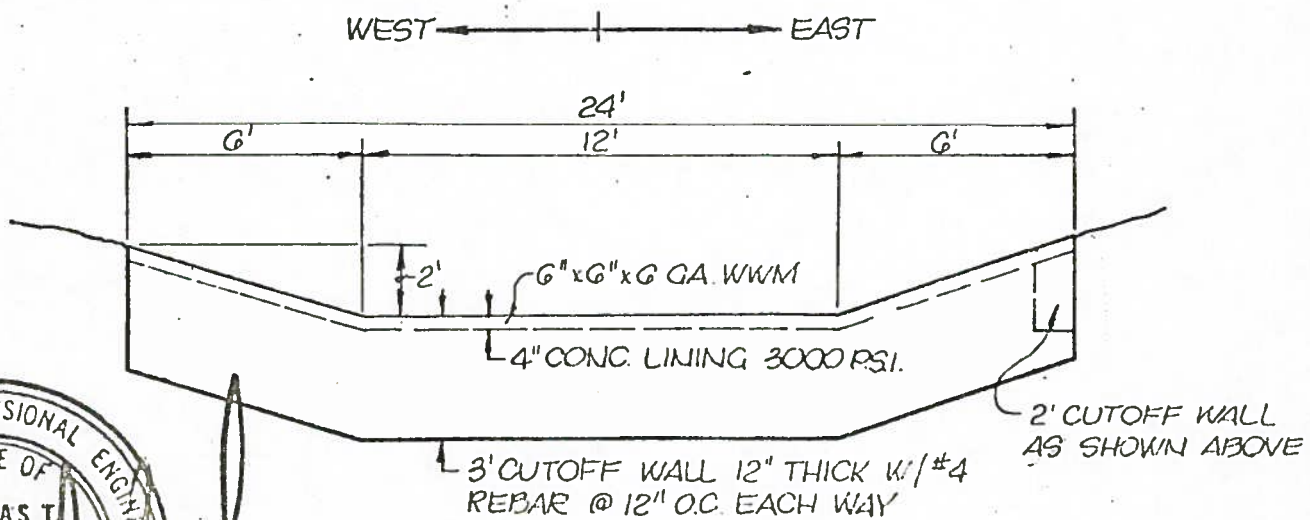 WEST EAST
24'
6' 12' 6'
2'
6"x6"x6 GA. WWM
4" CONC. LINING 3000 P.S.I.
2' CUTOFF WALL
AS SHOWN ABOVE
3' CUTOFF WALL 12" THICK W/ #4
REBAR @ 12" O.C. EACH WAY
SIONAL ENGIN
E OF
AS T